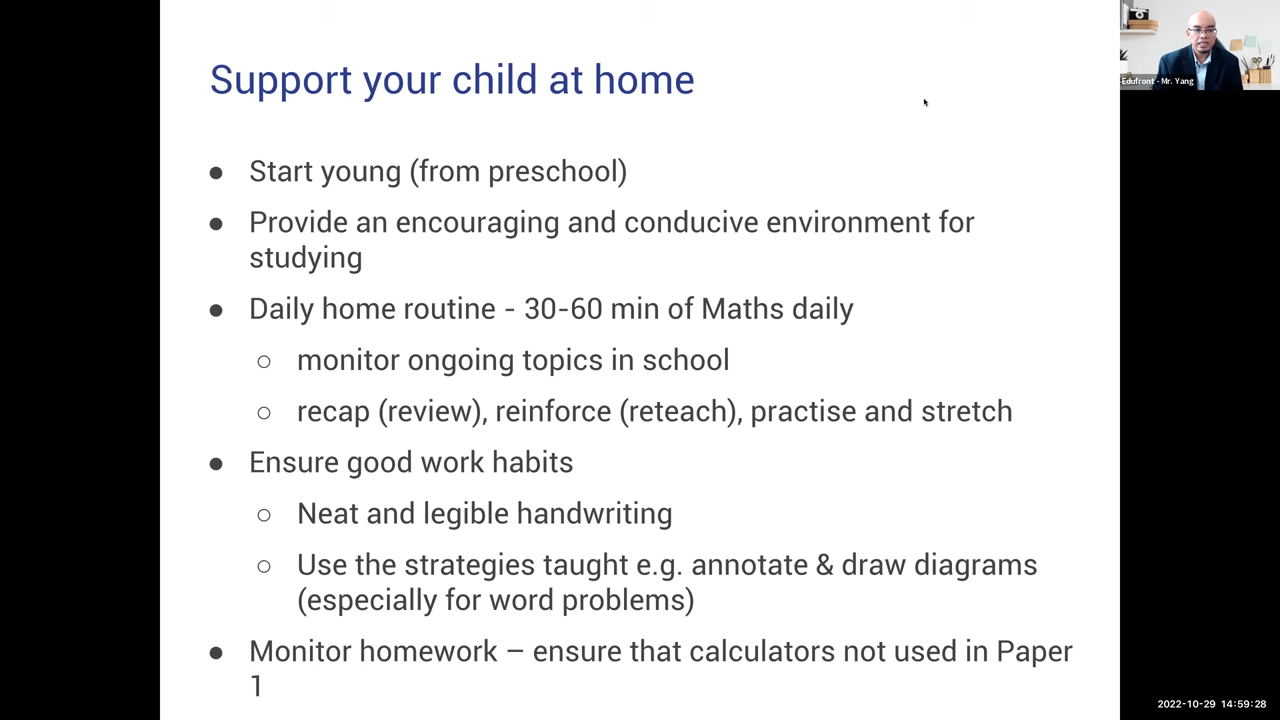 Support your child at home
● Start young (from preschool)
● Provide an encouraging and conducive environment for
studying
● Daily home routine - 30-60 min of Maths daily
○ monitor ongoing topics in school
○ recap (review), reinforce (reteach), practise and stretch
● Ensure good work habits
○ Neat and legible handwriting
○ Use the strategies taught e.g. annotate & draw diagrams
(especially for word problems)
● Monitor homework – ensure that calculators not used in Paper
1
Edufront - Mr. Yang
2022-10-29 14:59:28